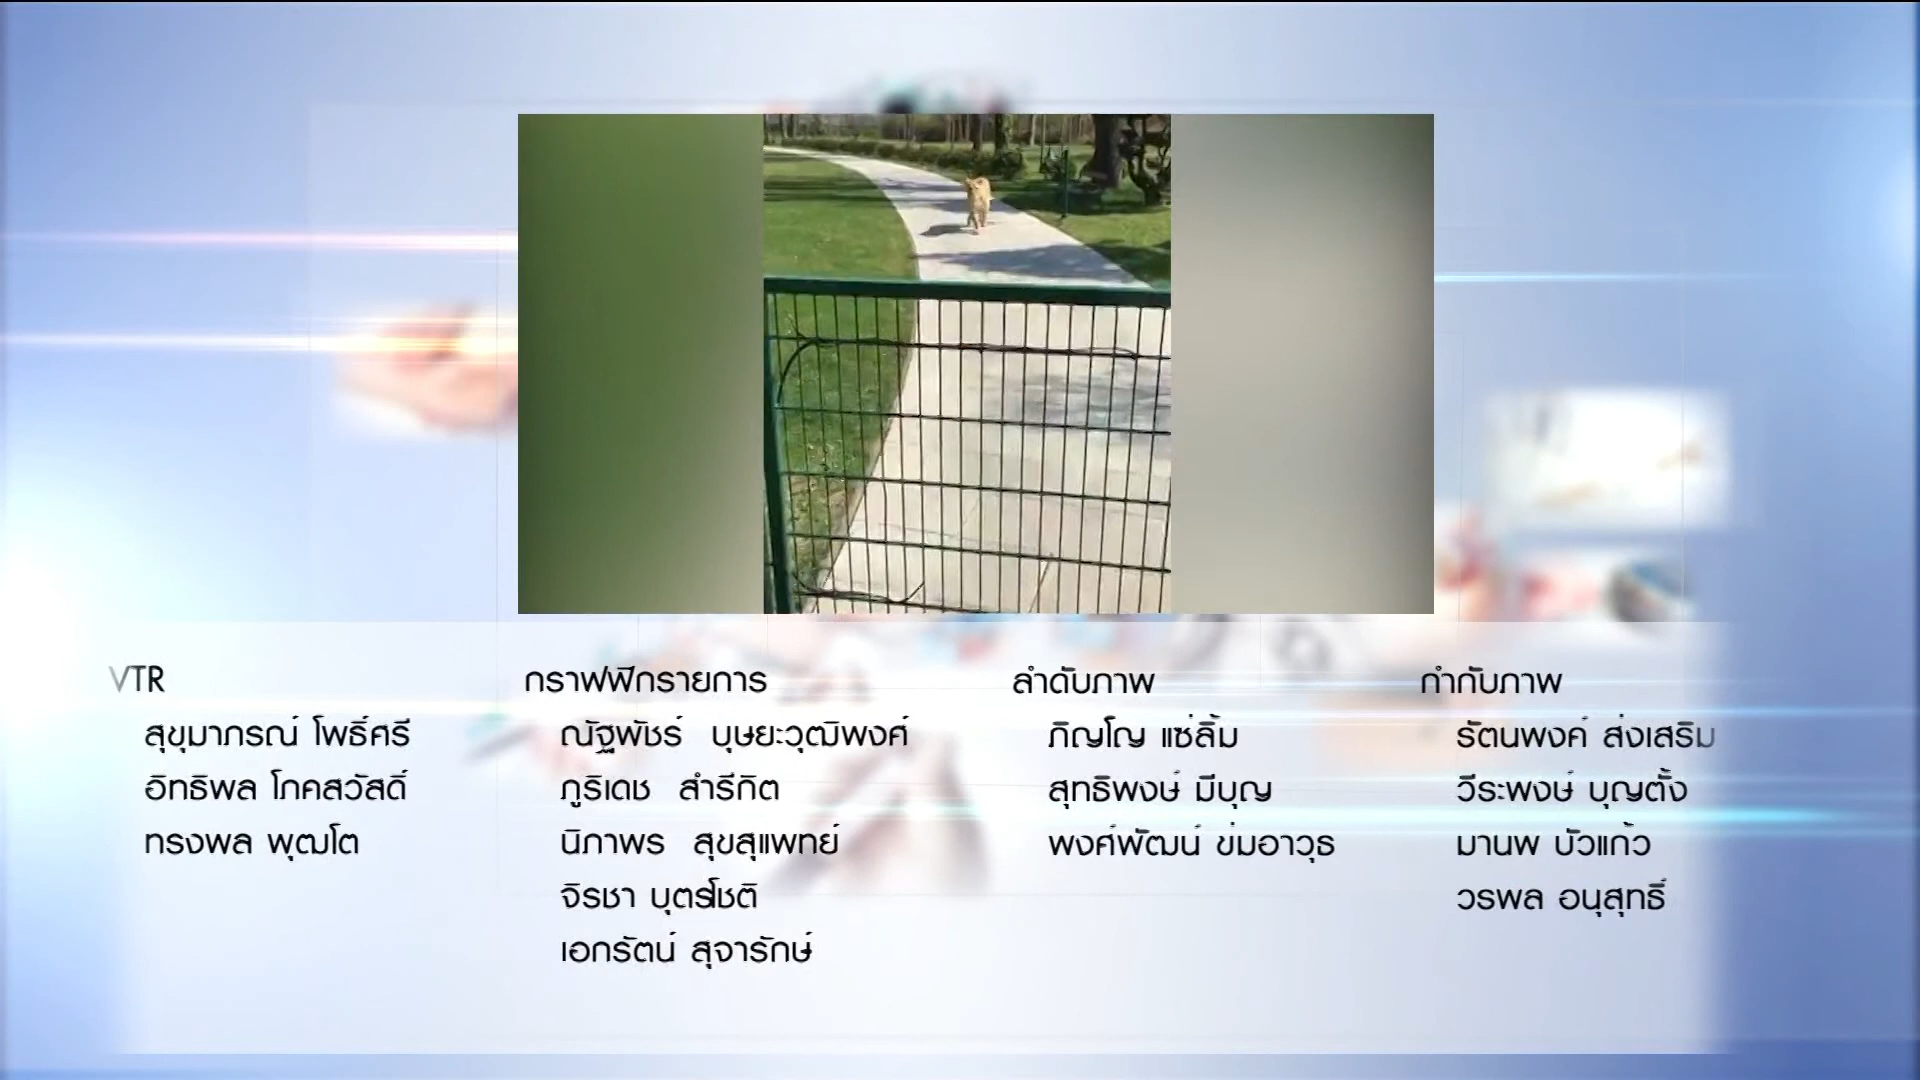 VTR
สุขุมาภรณ์ โพธิ์ศรี
อิทธิพล โภคสวัสดิ์
ทรงพล พุฒโต
กราฟฟิกรายการ
ณัฐพัชร์ บุษยะวุฒิพงศ์
ภูริเดช สำรีกิต
นิภาพร สุขสุแพทย์
จิรชา บุตรโชติ
เอกรัตน์ สุจารักษ์
ลำดับภาพ
ภิญโญ แซ่ลิ้ม
สุทธิพงษ์ มีบุญ
พงศ์พัฒน์ ข่มอาวุธ
กำกับภาพ
รัตนพงค์ ส่งเสริม
วีระพงษ์ บุญตั้ง
มานพ บัวแก้ว
วรพล อนุสุทธิ์